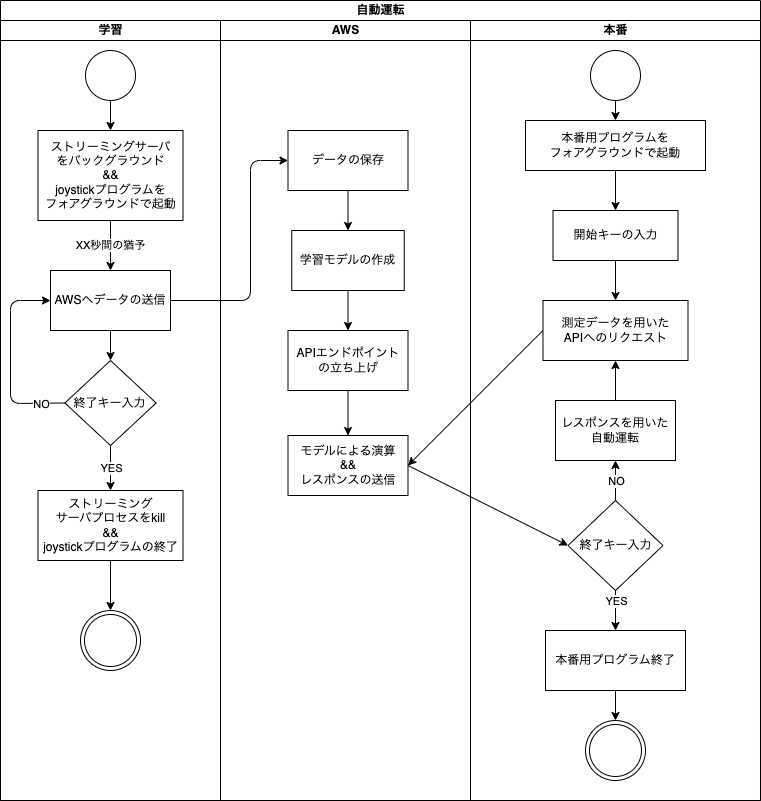 自動運転
学習
AWS
本番
ストリーミングサーバ
をバックグラウンド
&&
joystickプログラムを
フォアグラウンドで起動
XX秒間の猶予
AWSへデータの送信
終了キー入力
NO
YES
ストリーミング
サーバプロセスをkill
&&
joystickプログラムの終了
データの保存
学習モデルの作成
APIエンドポイント
の立ち上げ
モデルによる演算
&&
レスポンスの送信
本番用プログラムを
フォアグラウンドで起動
開始キーの入力
測定データを用いた
APIへのリクエスト
レスポンスを用いた
自動運転
NO
終了キー入力
YES
本番用プログラム終了